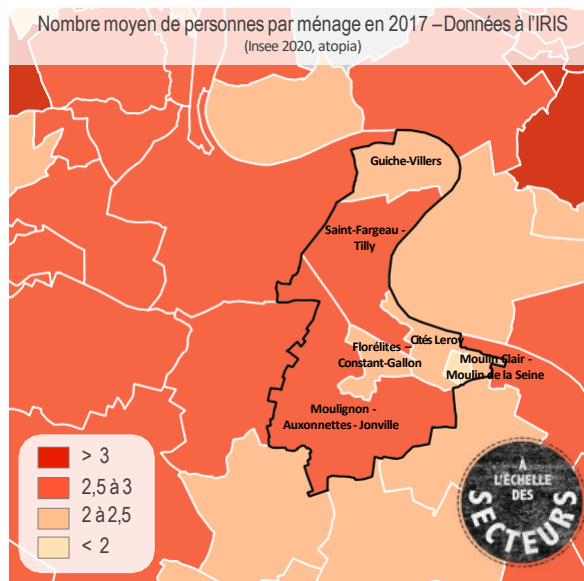 Nombre moyen de personnes par ménage en 2017 – Données à l'IRIS
(Insee 2020, atopia)
Guiche-Villers
Saint-Fargeau -
Tilly
Cités Leroy
Florélites –
Constant-Gallon
Moulin Clair -
Moulin de la Seine
Moulignon -
Auxonnettes - Jonville
> 3
2,5 à 3
2 à 2,5
< 2
À
L'ÉCHELLE
DES
SECTEURS